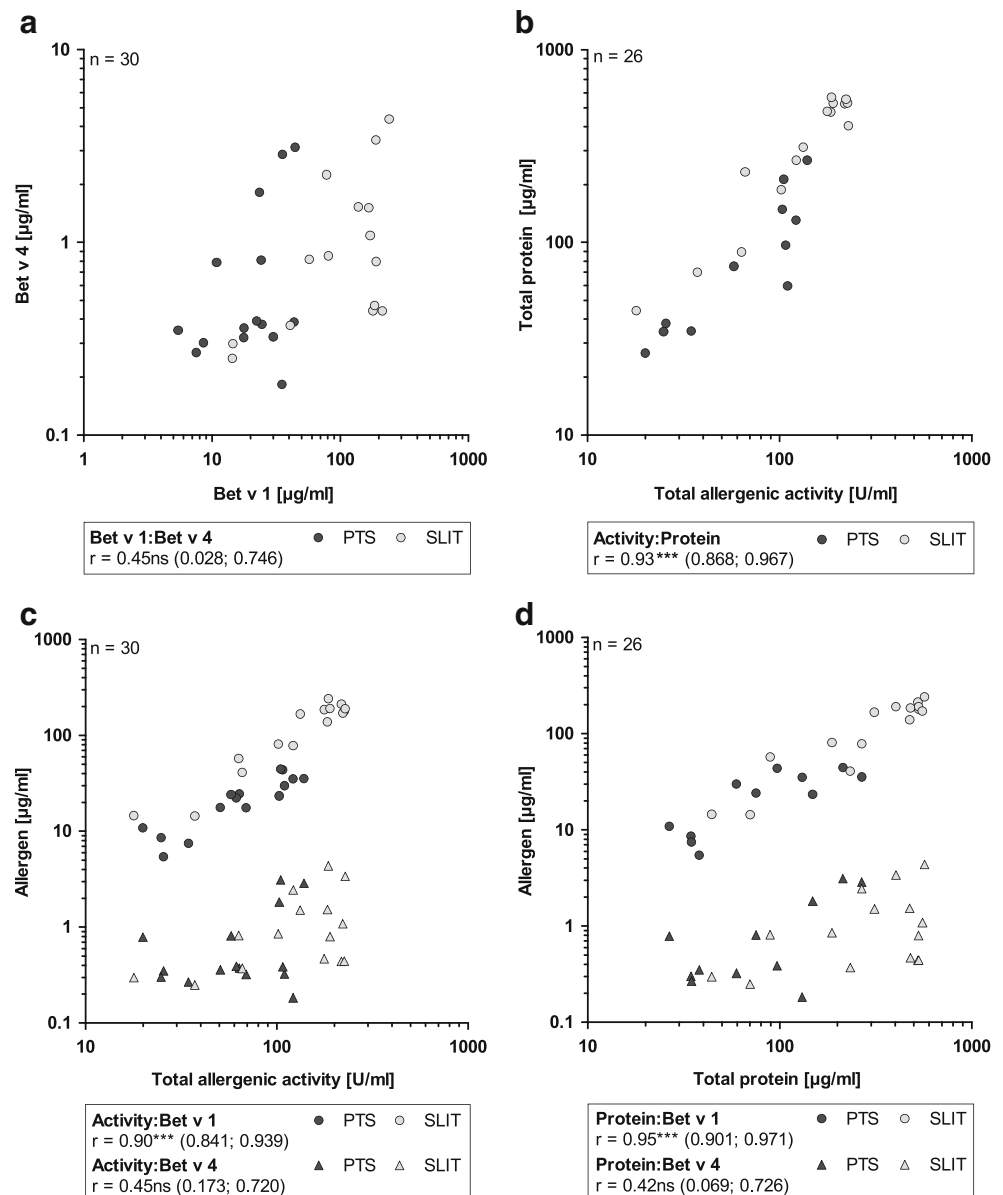 a
n = 30
10
1
0.1
Bet v 4 [µg/ml]
1
10
100
1000
Bet v 1 [µg/ml]
Bet v 1:Bet v 4
PTS
SLIT
r = 0.45ns (0.028; 0.746)
b
n = 26
1000
100
10
Total protein [µg/ml]
10
100
1000
Total allergenic activity [U/ml]
Activity:Protein
PTS
SLIT
r = 0.93*** (0.868; 0.967)
c
n = 30
1000
100
10
1
0.1
Allergen [µg/ml]
10
100
1000
Total allergenic activity [U/ml]
Activity:Bet v 1
PTS
SLIT
r = 0.90*** (0.841; 0.939)
Activity:Bet v 4
PTS
SLIT
r = 0.45ns (0.173; 0.720)
d
n = 26
1000
100
10
1
0.1
Allergen [µg/ml]
10
100
1000
Total protein [µg/ml]
Protein:Bet v 1
PTS
SLIT
r = 0.95*** (0.901; 0.971)
Protein:Bet v 4
PTS
SLIT
r = 0.42ns (0.069; 0.726)